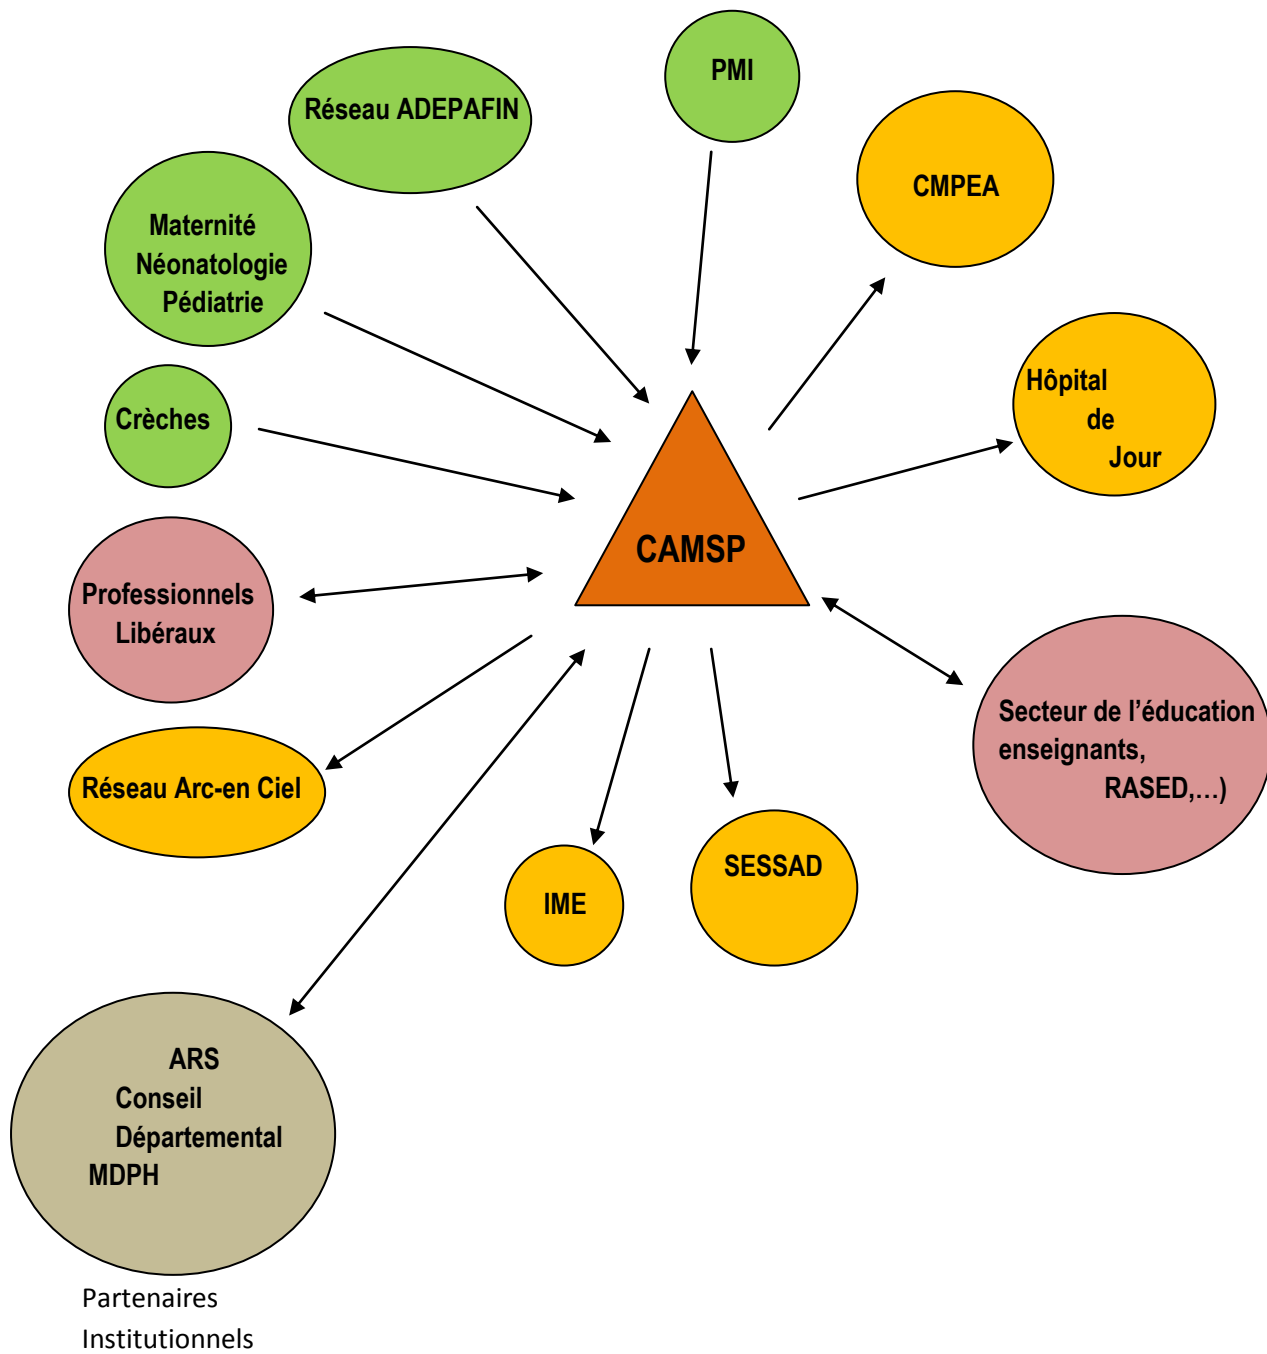 PMI
Réseau ADEPAFIN
CMPEA
Maternité
Néonatologie
Pédiatrie
Hôpital
de
Jour
Crèches
CAMSP
Professionnels
Libéraux
Secteur de l’éducation
enseignants,
RASED,…)
Réseau Arc-en Ciel
SESSAD
IME
ARS
Conseil
Départemental
MDPH
Partenaires
Institutionnels